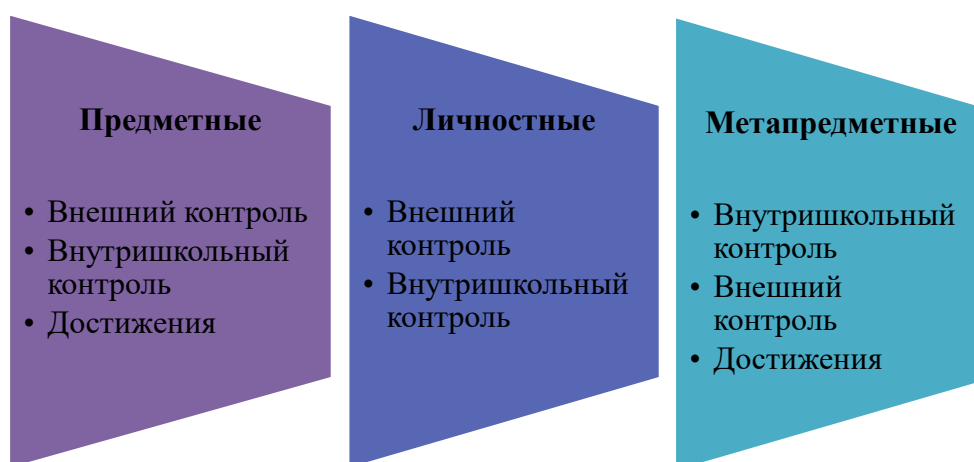 Предметные
• Внешний контроль
• Внутришкольный
контроль
• Достижения
Личностные
• Внешний
контроль
• Внутришкольный
контроль
Метапредметные
• Внутришкольный
контроль
• Внешний
контроль
• Достижения